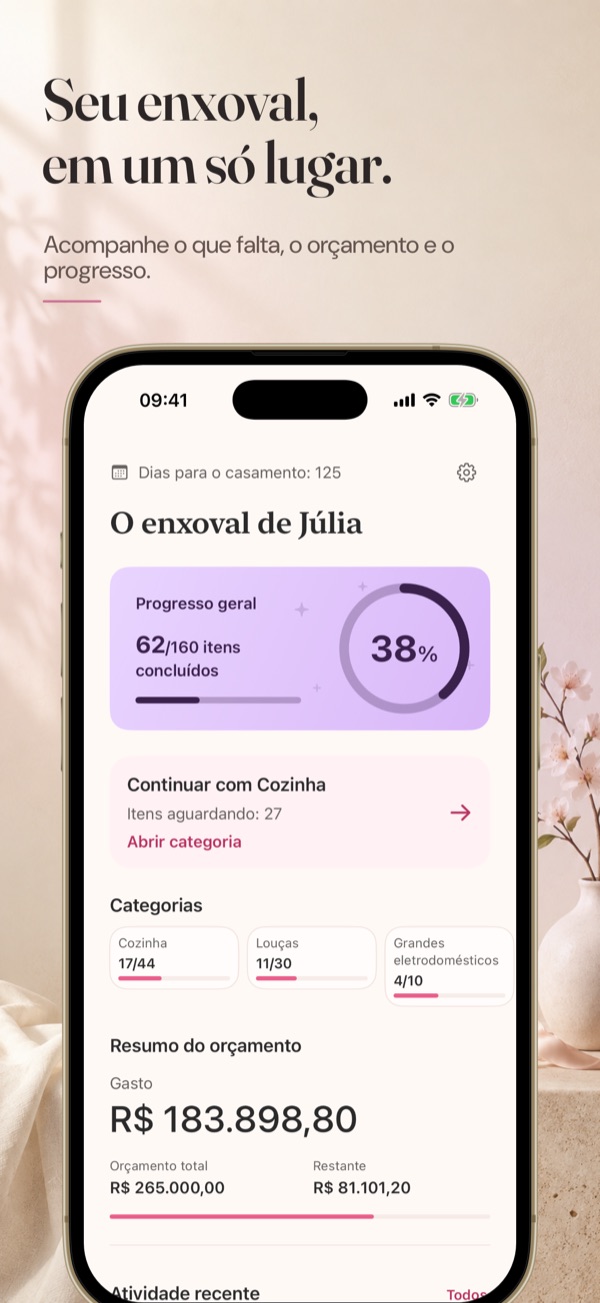 Seu enxoval,
em um só lugar.
Acompanhe o que falta, o orçamento e o
progresso.
09:41
Dias para o casamento: 125
O enxoval de Júlia
Progresso geral
62/160 itens
concluídos
38%
Continuar com Cozinha
Itens aguardando: 27
Abrir categoria
Categorias
Cozinha
17/44
Louças
11/30
Grandes
eletrodomésticos
4/10
Resumo do orçamento
Gasto
R$ 183.898,80
Orçamento total
R$ 265.000,00
Restante
R$ 81.101,20
Atividade recente
Todos